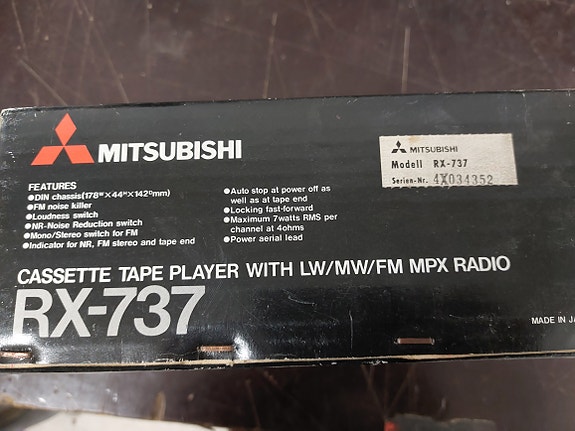 MITSUBISHI
MITSUBISHI
Modell RX-737
Serien-Nr. 4X034352
FEATURES
●DIN chassis(178ᵂ×44ᴴ×142ᴰmm)
●FM noise killer
●Loudness switch
●NR-Noise Reduction switch
●Mono/Stereo switch for FM
●Indicator for NR, FM stereo and tape end
●Auto stop at power off as
well as at tape end
●Locking fast-forward
●Maximum 7watts RMS per
channel at 4ohms
●Power aerial lead
CASSETTE TAPE PLAYER WITH LW/MW/FM MPX RADIO
RX-737
MADE IN JA